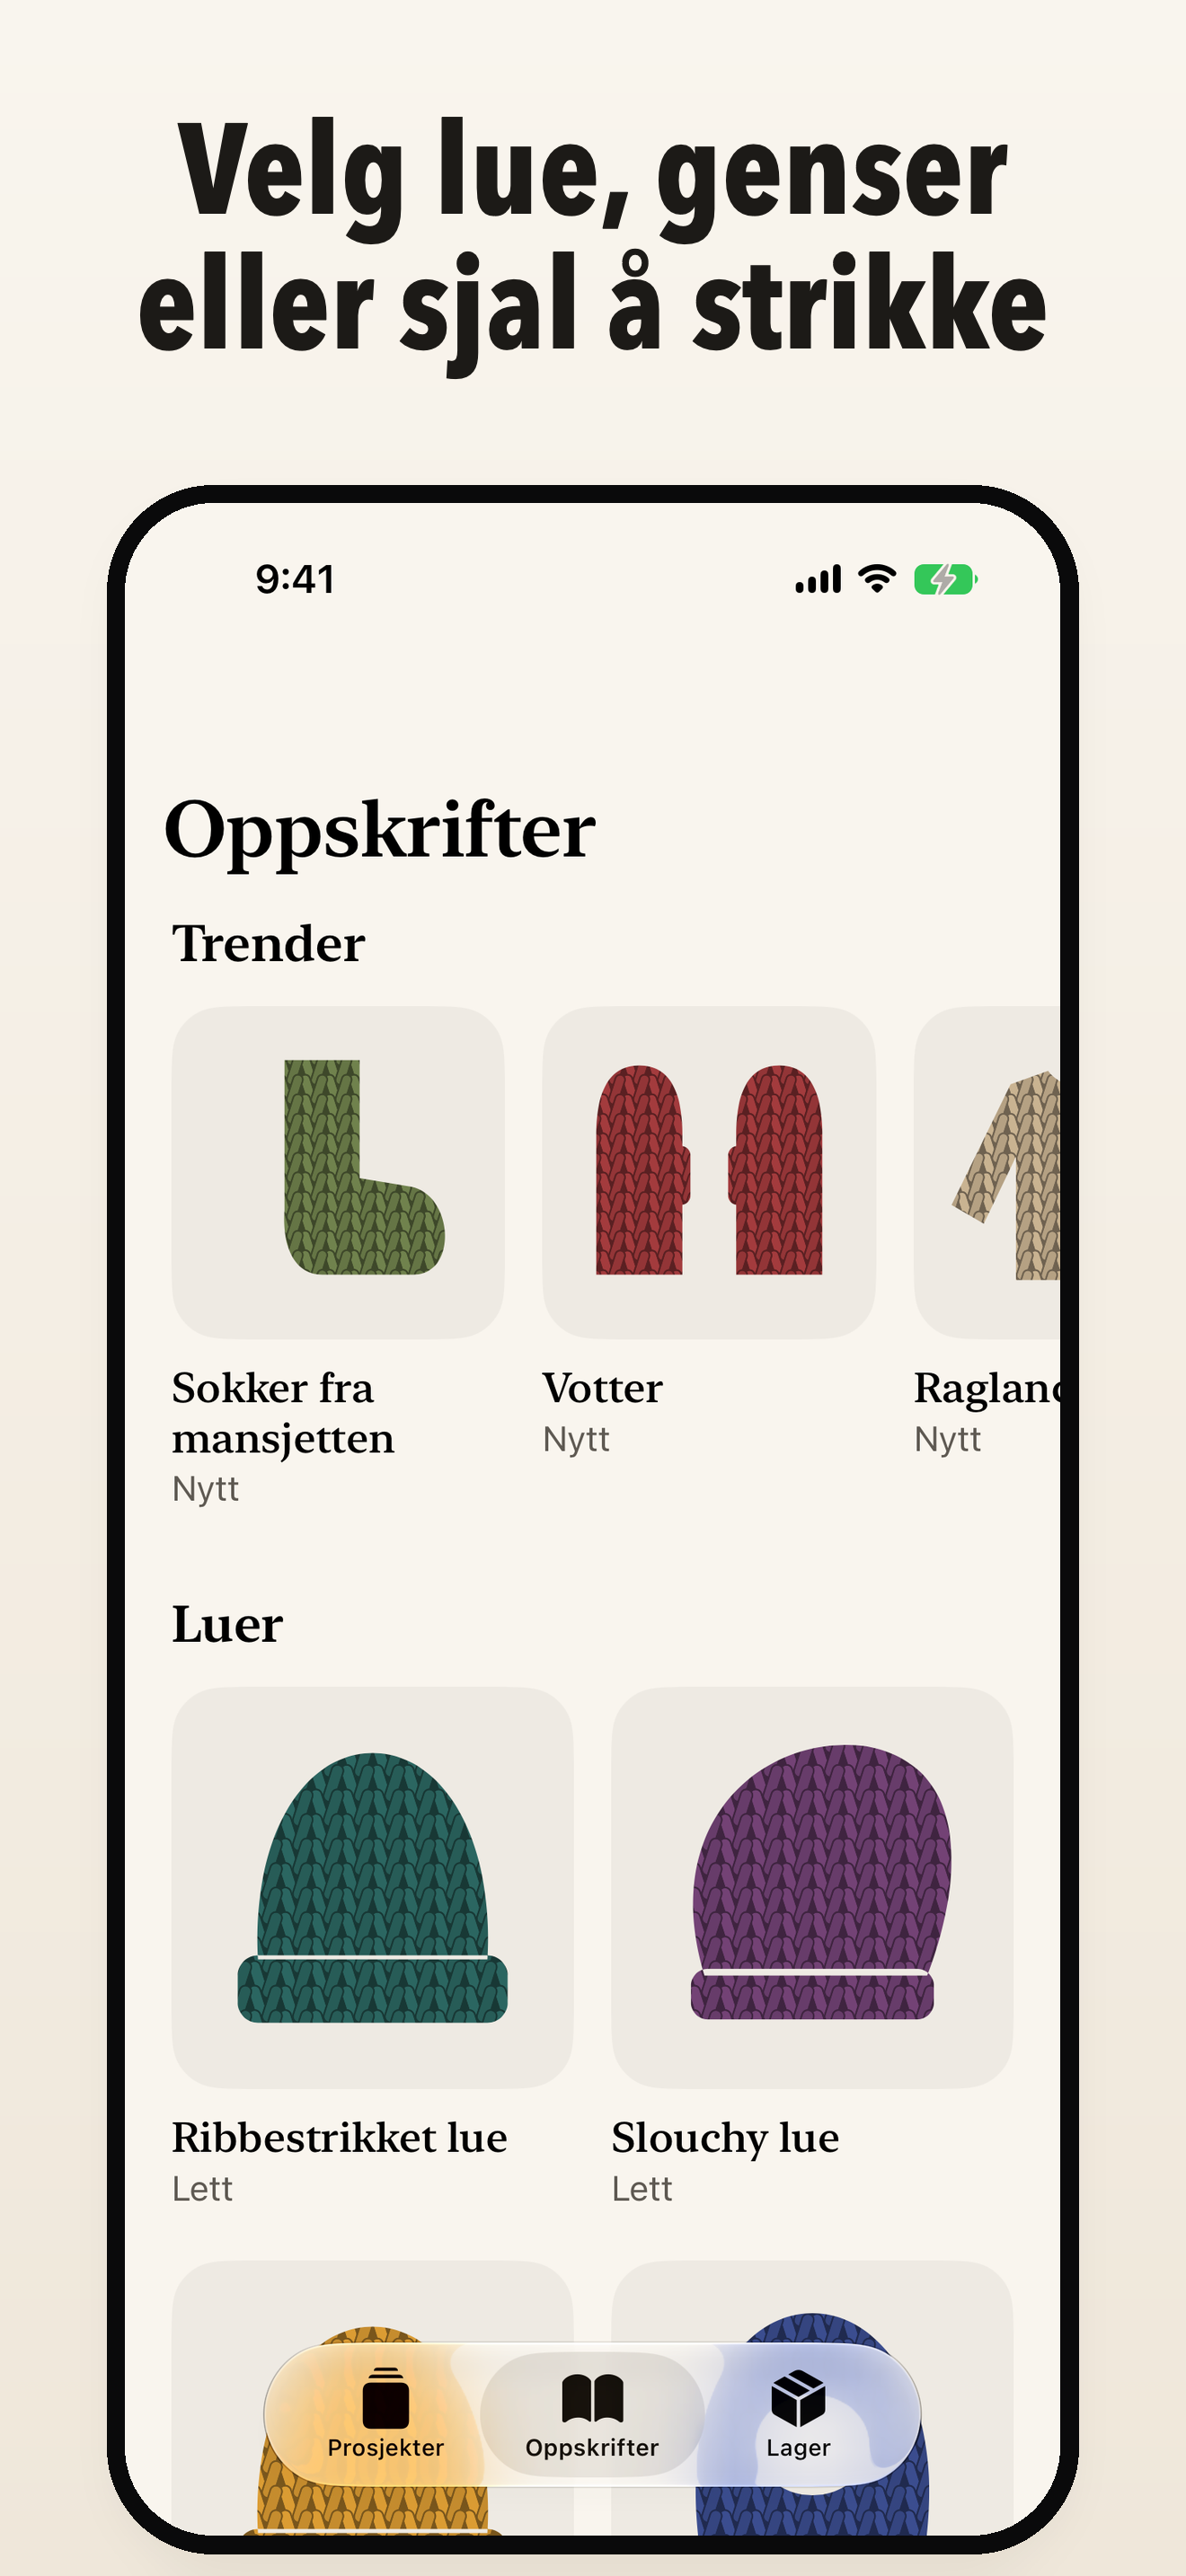 Velg lue, genser
eller sjal å strikke
9:41
Oppskrifter
Trender
Sokker fra
mansjetten
Nytt
Votter
Nytt
Nytt
Luer
Ribbestrikket lue
Lett
Slouchy lue
Lett
Prosjekter
Oppskrifter
Lager